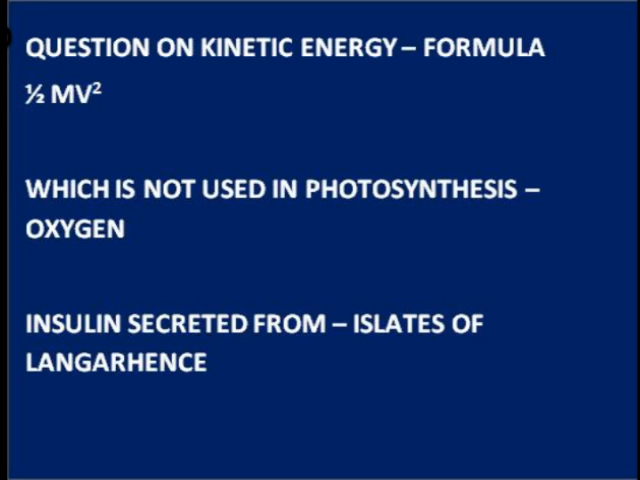 QUESTION ON KINETIC ENERGY – FORMULA
½ MV²
WHICH IS NOT USED IN PHOTOSYNTHESIS –
OXYGEN
INSULIN SECRETED FROM – ISLATES OF
LANGARHENCE